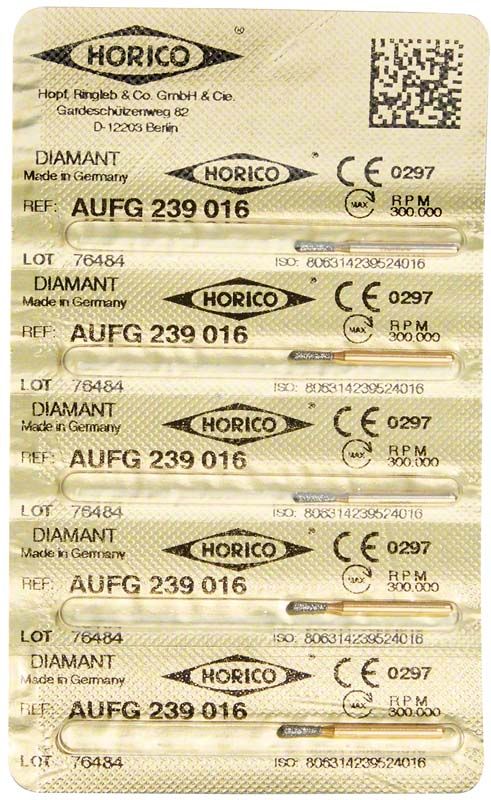 HORICO ®
Hopf, Ringleb & Co. GmbH & Cie.
Gardeschützenweg 82
D-12203 Berlin
DIAMANT
Made in Germany
HORICO ®
CE 0297
REF: AUFG 239 016
MAX RPM
300.000
LOT 76484 ISO: 806314239524016
DIAMANT
Made in Germany
HORICO ®
CE 0297
REF: AUFG 239 016
MAX RPM
300.000
LOT 76484 ISO: 806314239524016
DIAMANT
Made in Germany
HORICO ®
CE 0297
REF: AUFG 239 016
MAX RPM
300.000
LOT 76484 ISO: 806314239524016
DIAMANT
Made in Germany
HORICO ®
CE 0297
REF: AUFG 239 016
MAX RPM
300.000
LOT 76484 ISO: 806314239524016
DIAMANT
Made in Germany
HORICO ®
CE 0297
REF: AUFG 239 016
MAX RPM
300.000
LOT 76484 ISO: 806314239524016